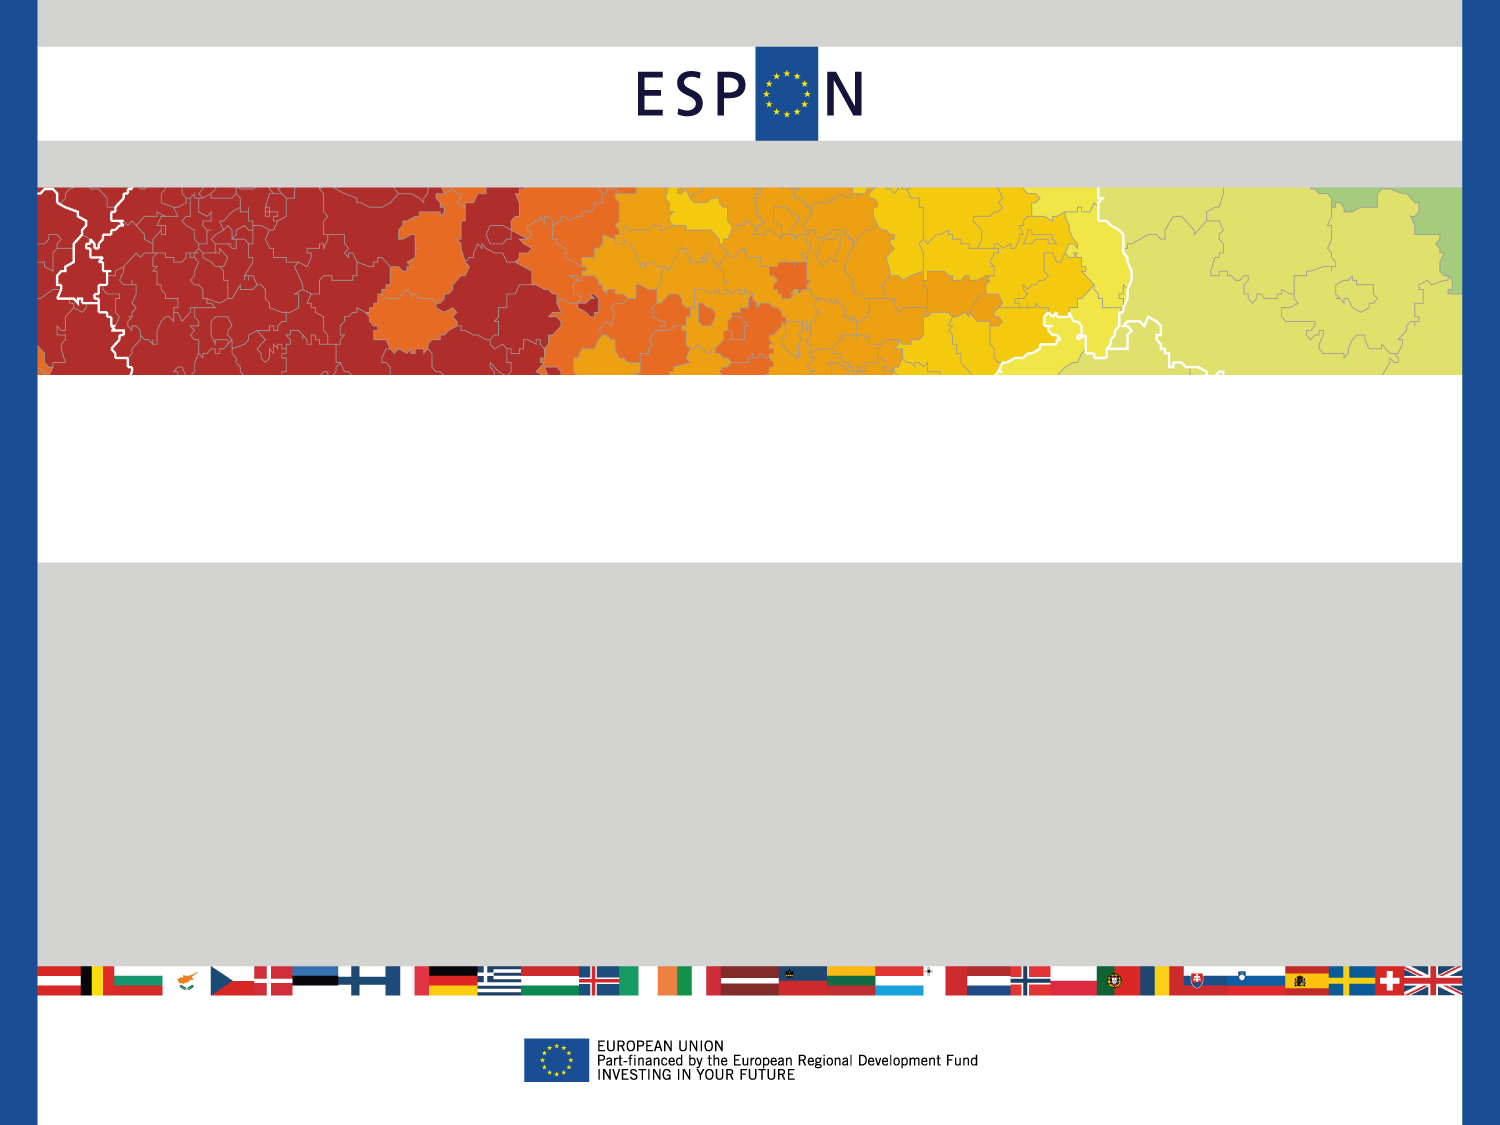 ESPON
EUROPEAN UNION
Part-financed by the European Regional Development Fund
INVESTING IN YOUR FUTURE